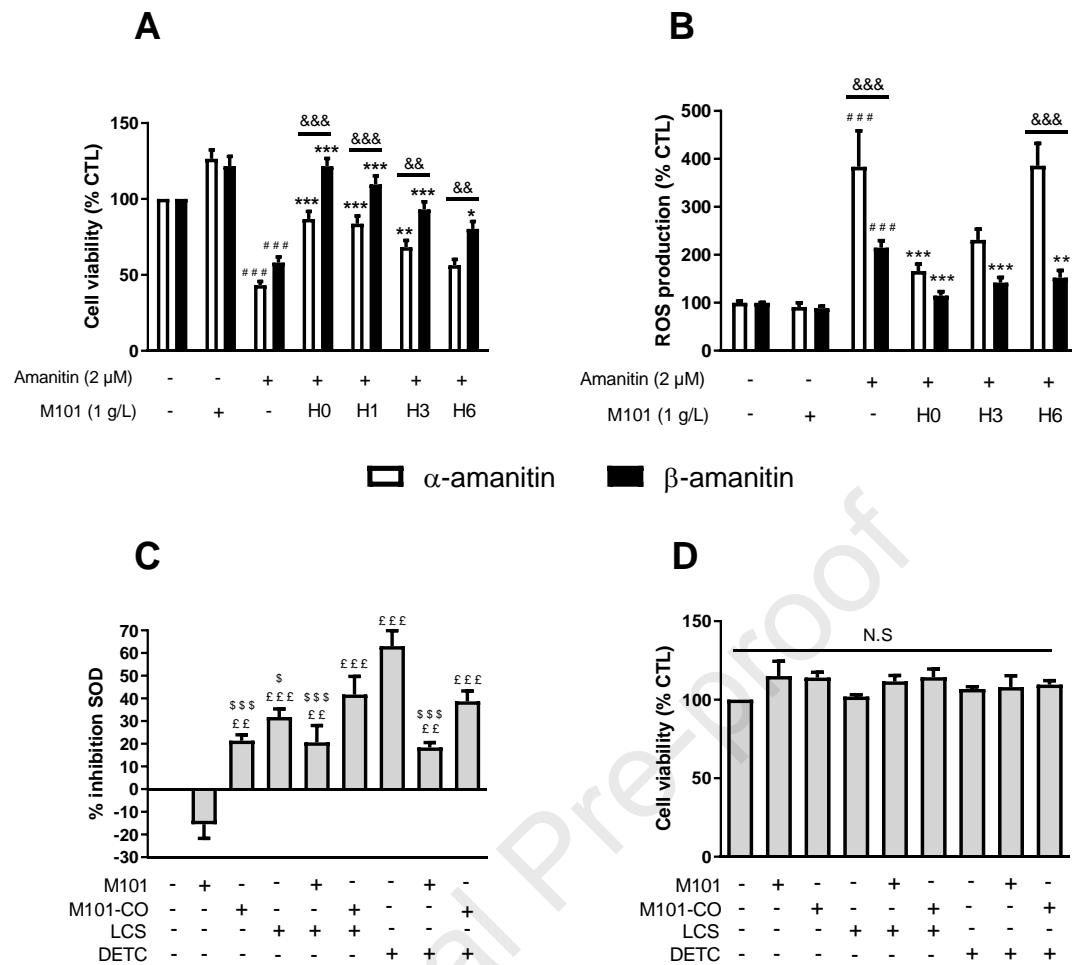 A
B
&&&
&&&
&&
&&
***
***
***
***
***
**
*
# # #
# # #
150
100
50
0
Cell viability (% CTL)
Amanitin (2 µM) - - + + + + +
M101 (1 g/L) - + - H0 H1 H3 H6
&&&
&&&
# # #
# # #
***
***
***
**
500
400
300
200
100
0
ROS production (% CTL)
Amanitin (2 µM) - - + + + +
M101 (1 g/L) - + - H0 H3 H6
α-amanitin β-amanitin
C
D
£ £ £
£ £ £
£ £ £
$
£ £ £
$ $ $
£ £
$ $ $
£ £
$ $ $
£ £
70
60
50
40
30
20
10
0
-10
-20
-30
% inhibition SOD
M101 - + - - + - - + -
M101-CO - - + - - + - - +
LCS - - - + + + - - -
DETC - - - - - - + + +
N.S
150
100
50
0
Cell viability (% CTL)
M101 - + - - + - - + -
M101-CO - - + - - + - - +
LCS - - - + + + - - -
DETC - - - - - - + + +
al Pre-proof